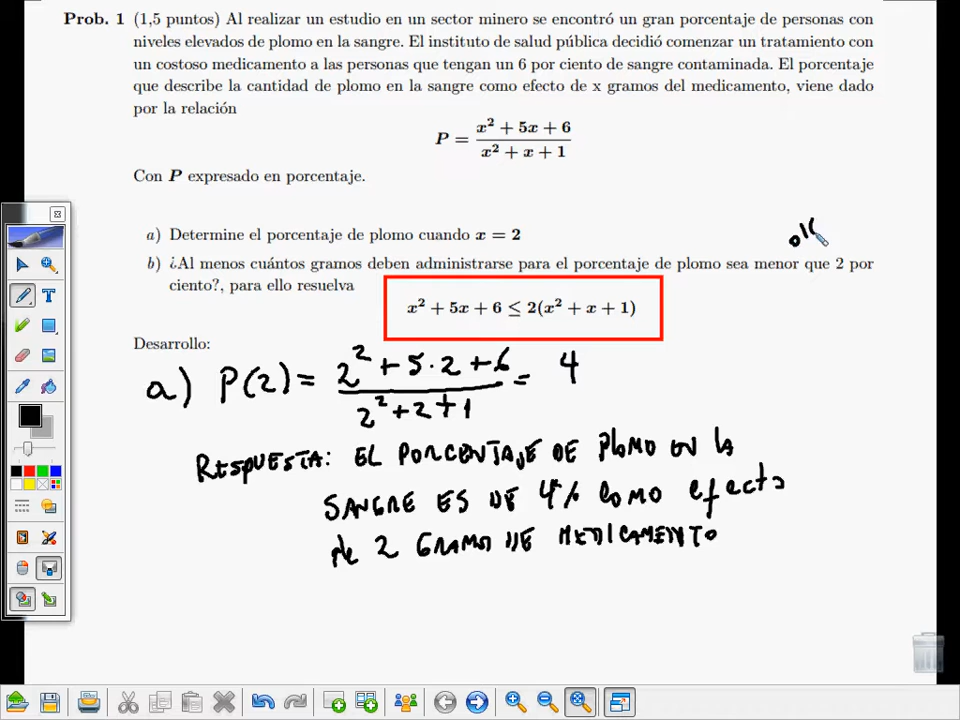 Prob. 1 (1,5 puntos) Al realizar un estudio en un sector minero se encontró un gran porcentaje de personas con
niveles elevados de plomo en la sangre. El instituto de salud pública decidió comenzar un tratamiento con
un costoso medicamento a las personas que tengan un 6 por ciento de sangre contaminada. El porcentaje
que describe la cantidad de plomo en la sangre como efecto de x gramos del medicamento, viene dado
por la relación
P = (x² + 5x + 6)/(x² + x + 1)
Con P expresado en porcentaje.
a) Determine el porcentaje de plomo cuando x = 2
b) ¿Al menos cuántos gramos deben administrarse para el porcentaje de plomo sea menor que 2 por
ciento?, para ello resuelva
x² + 5x + 6 ≤ 2(x² + x + 1)
Desarrollo:
a) P(2) = (2² + 5·2 + 6)/(2² + 2 + 1) = 4
RESPUESTA: EL PORCENTAJE DE PLOMO EN LA
SANGRE ES DE 4% COMO efecto
de 2 GRAMOS DE MEDICAMENTO